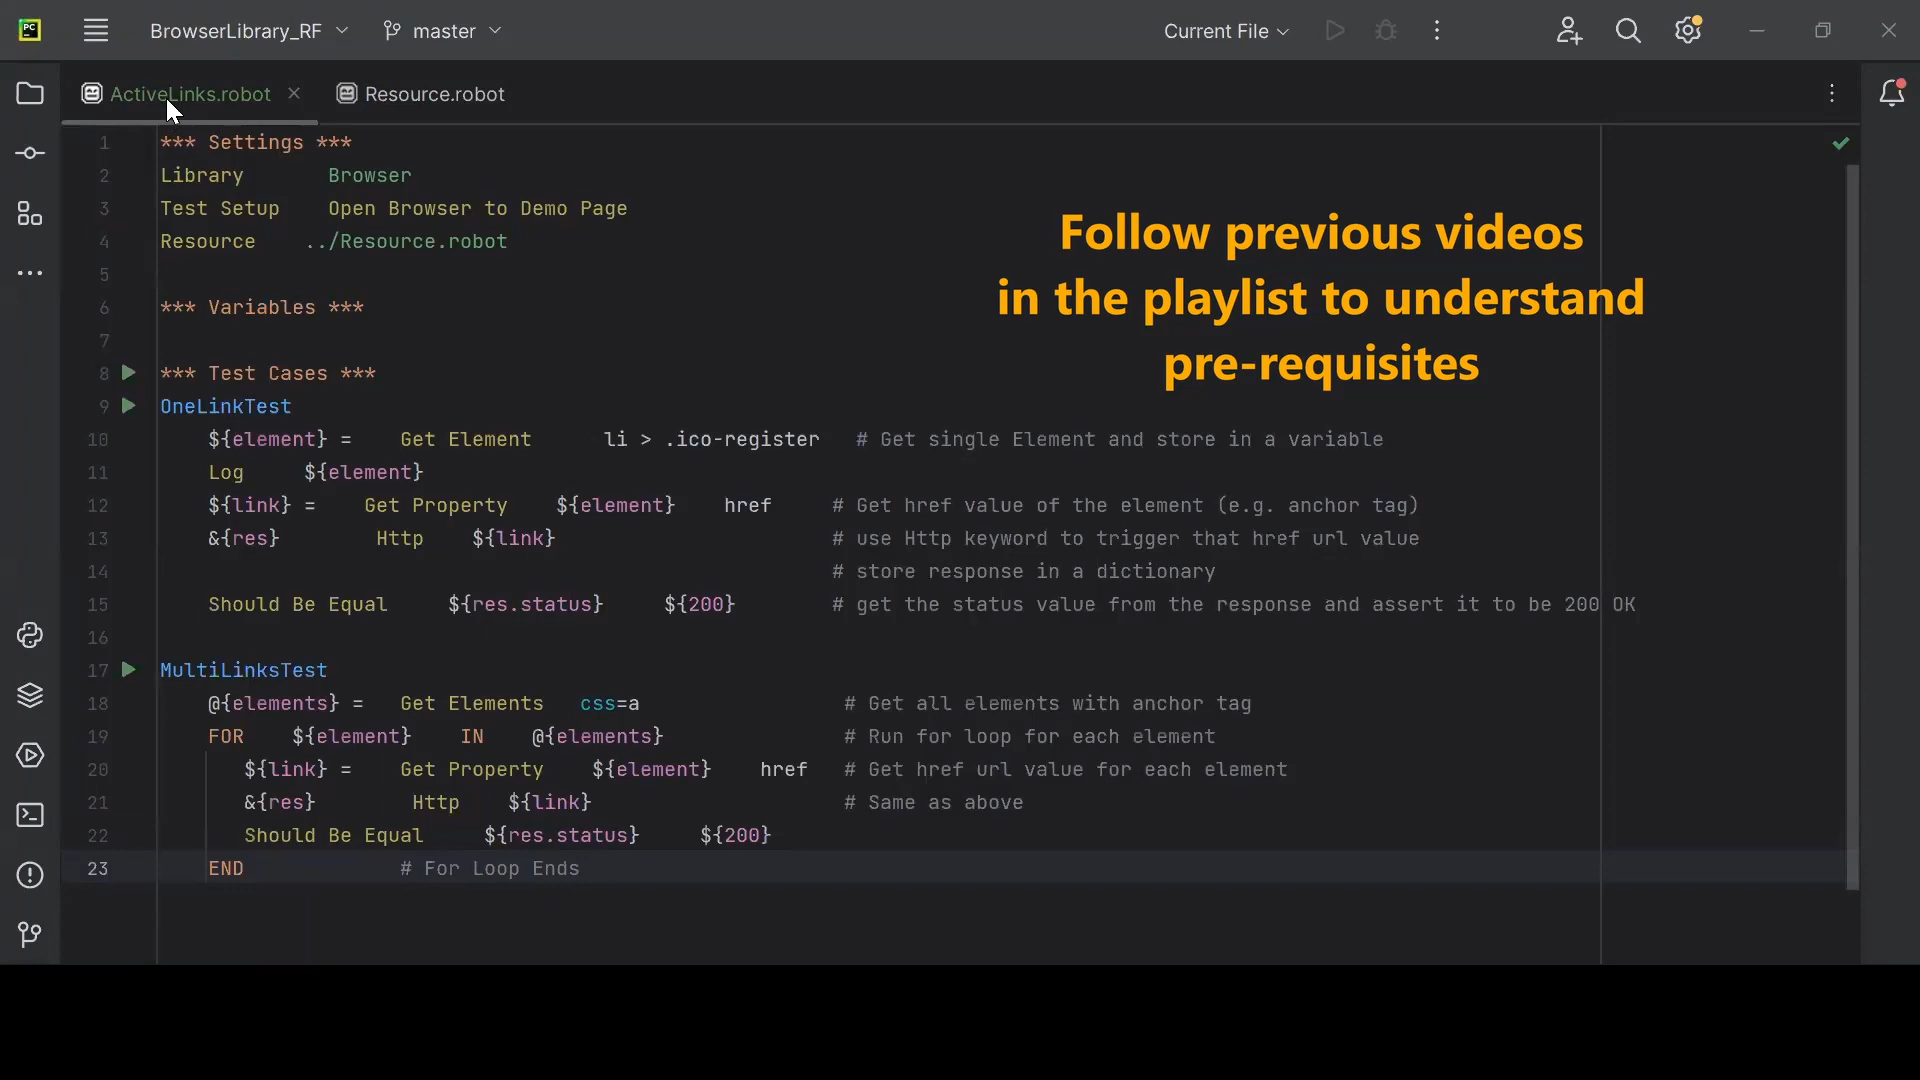 PC
BrowserLibrary_RF
master
Current File
ActiveLinks.robot
Resource.robot
1 *** Settings ***
2 Library Browser
3 Test Setup Open Browser to Demo Page
4 Resource ../Resource.robot
5
6 *** Variables ***
7
8 *** Test Cases ***
9 OneLinkTest
10 ${element} = Get Element li > .ico-register # Get single Element and store in a variable
11 Log ${element}
12 ${link} = Get Property ${element} href # Get href value of the element (e.g. anchor tag)
13 &{res} Http ${link} # use Http keyword to trigger that href url value
14 # store response in a dictionary
15 Should Be Equal ${res.status} ${200} # get the status value from the response and assert it to be 200 OK
16
17 MultiLinksTest
18 @{elements} = Get Elements css=a # Get all elements with anchor tag
19 FOR ${element} IN @{elements} # Run for loop for each element
20 ${link} = Get Property ${element} href # Get href url value for each element
21 &{res} Http ${link} # Same as above
22 Should Be Equal ${res.status} ${200}
23 END # For Loop Ends
Follow previous videos
in the playlist to understand
pre-requisites